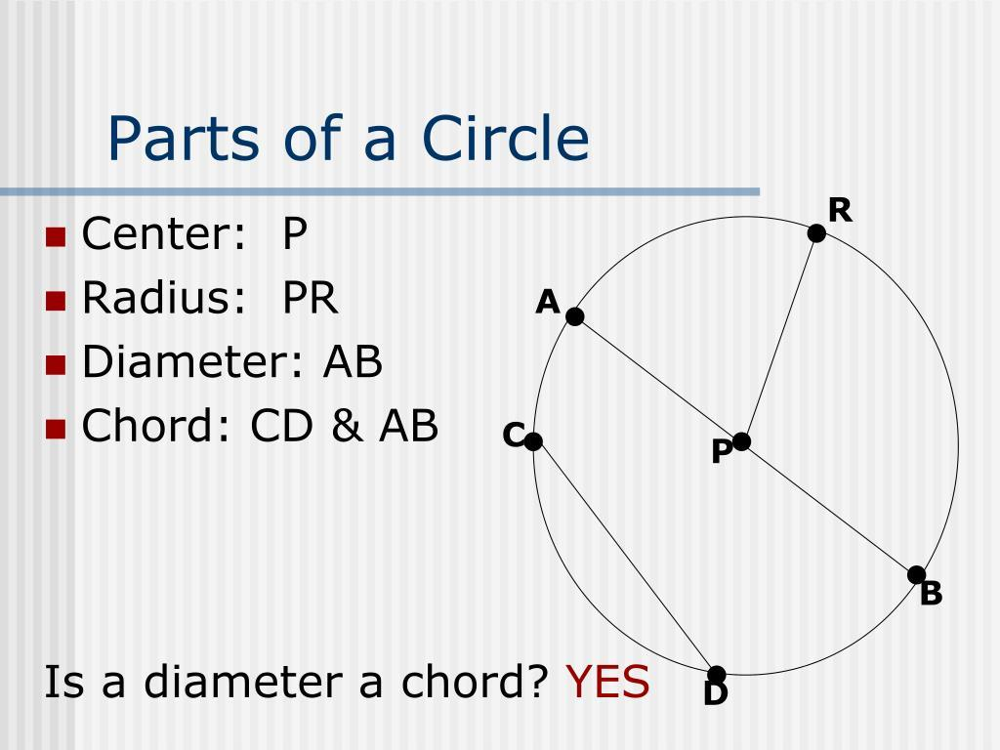 Parts of a Circle
Center: P
Radius: PR
Diameter: AB
Chord: CD & AB
R
A
C
P
B
D
Is a diameter a chord? YES